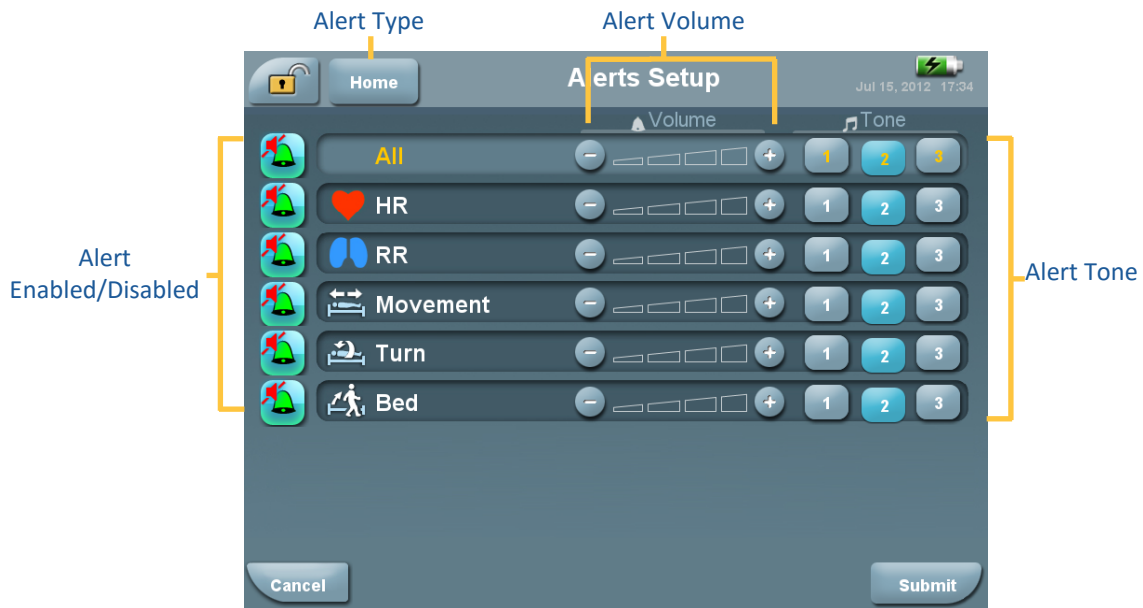 Alert Type
Alert Volume
Home
Alerts Setup
Jul 15, 2012 17:34
Volume
Tone
All
1 2 3
HR
1 2 3
RR
1 2 3
Movement
1 2 3
Turn
1 2 3
Bed
1 2 3
Alert
Enabled/Disabled
Alert Tone
Cancel
Submit